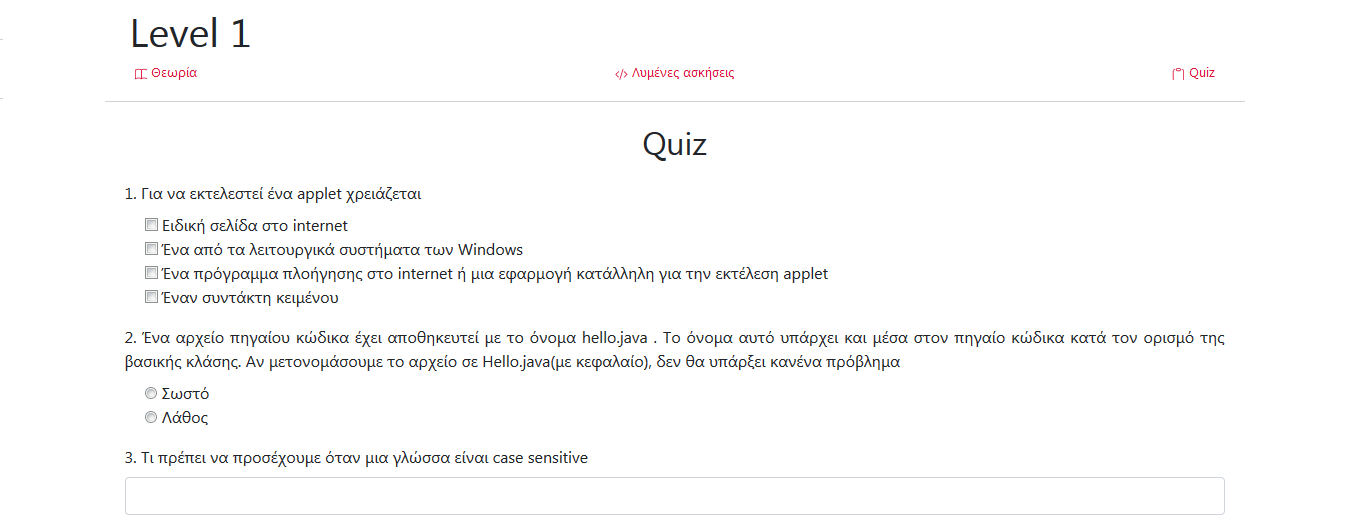 Level 1
Θεωρία
Λυμένες ασκήσεις
Quiz
Quiz
1. Για να εκτελεστεί ένα applet χρειάζεται
Ειδική σελίδα στο internet
Ένα από τα λειτουργικά συστήματα των Windows
Ένα πρόγραμμα πλοήγησης στο internet ή μια εφαρμογή κατάλληλη για την εκτέλεση applet
Έναν συντάκτη κειμένου
2. Ένα αρχείο πηγαίου κώδικα έχει αποθηκευτεί με το όνομα hello.java . Το όνομα αυτό υπάρχει και μέσα στον πηγαίο κώδικα κατά τον ορισμό της
βασικής κλάσης. Αν μετονομάσουμε το αρχείο σε Hello.java(με κεφαλαίο), δεν θα υπάρξει κανένα πρόβλημα
Σωστό
Λάθος
3. Τι πρέπει να προσέχουμε όταν μια γλώσσα είναι case sensitive